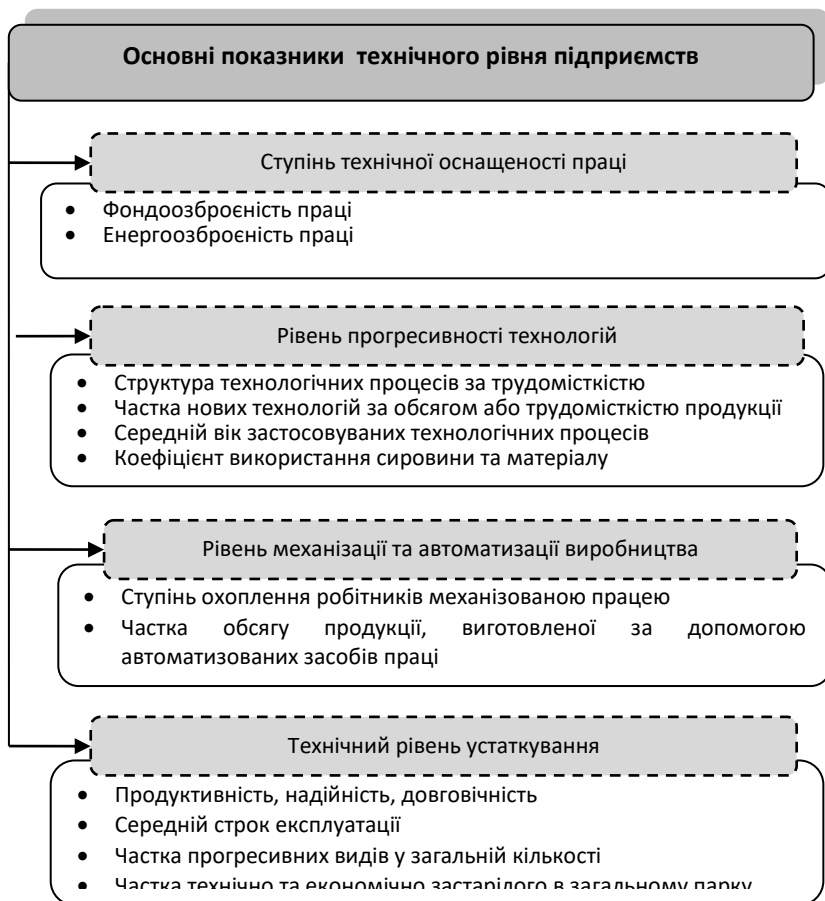 Основні показники технічного рівня підприємств
Ступінь технічної оснащеності праці
• Фондоозброєність праці
• Енергоозброєність праці
Рівень прогресивності технологій
• Структура технологічних процесів за трудомісткістю
• Частка нових технологій за обсягом або трудомісткістю продукції
• Середній вік застосовуваних технологічних процесів
• Коефіцієнт використання сировини та матеріалу
Рівень механізації та автоматизації виробництва
• Ступінь охоплення робітників механізованою працею
• Частка обсягу продукції, виготовленої за допомогою
автоматизованих засобів праці
Технічний рівень устаткування
• Продуктивність, надійність, довговічність
• Середній строк експлуатації
• Частка прогресивних видів у загальній кількості
• Частка технічно та економічно застарілого в загальному парку